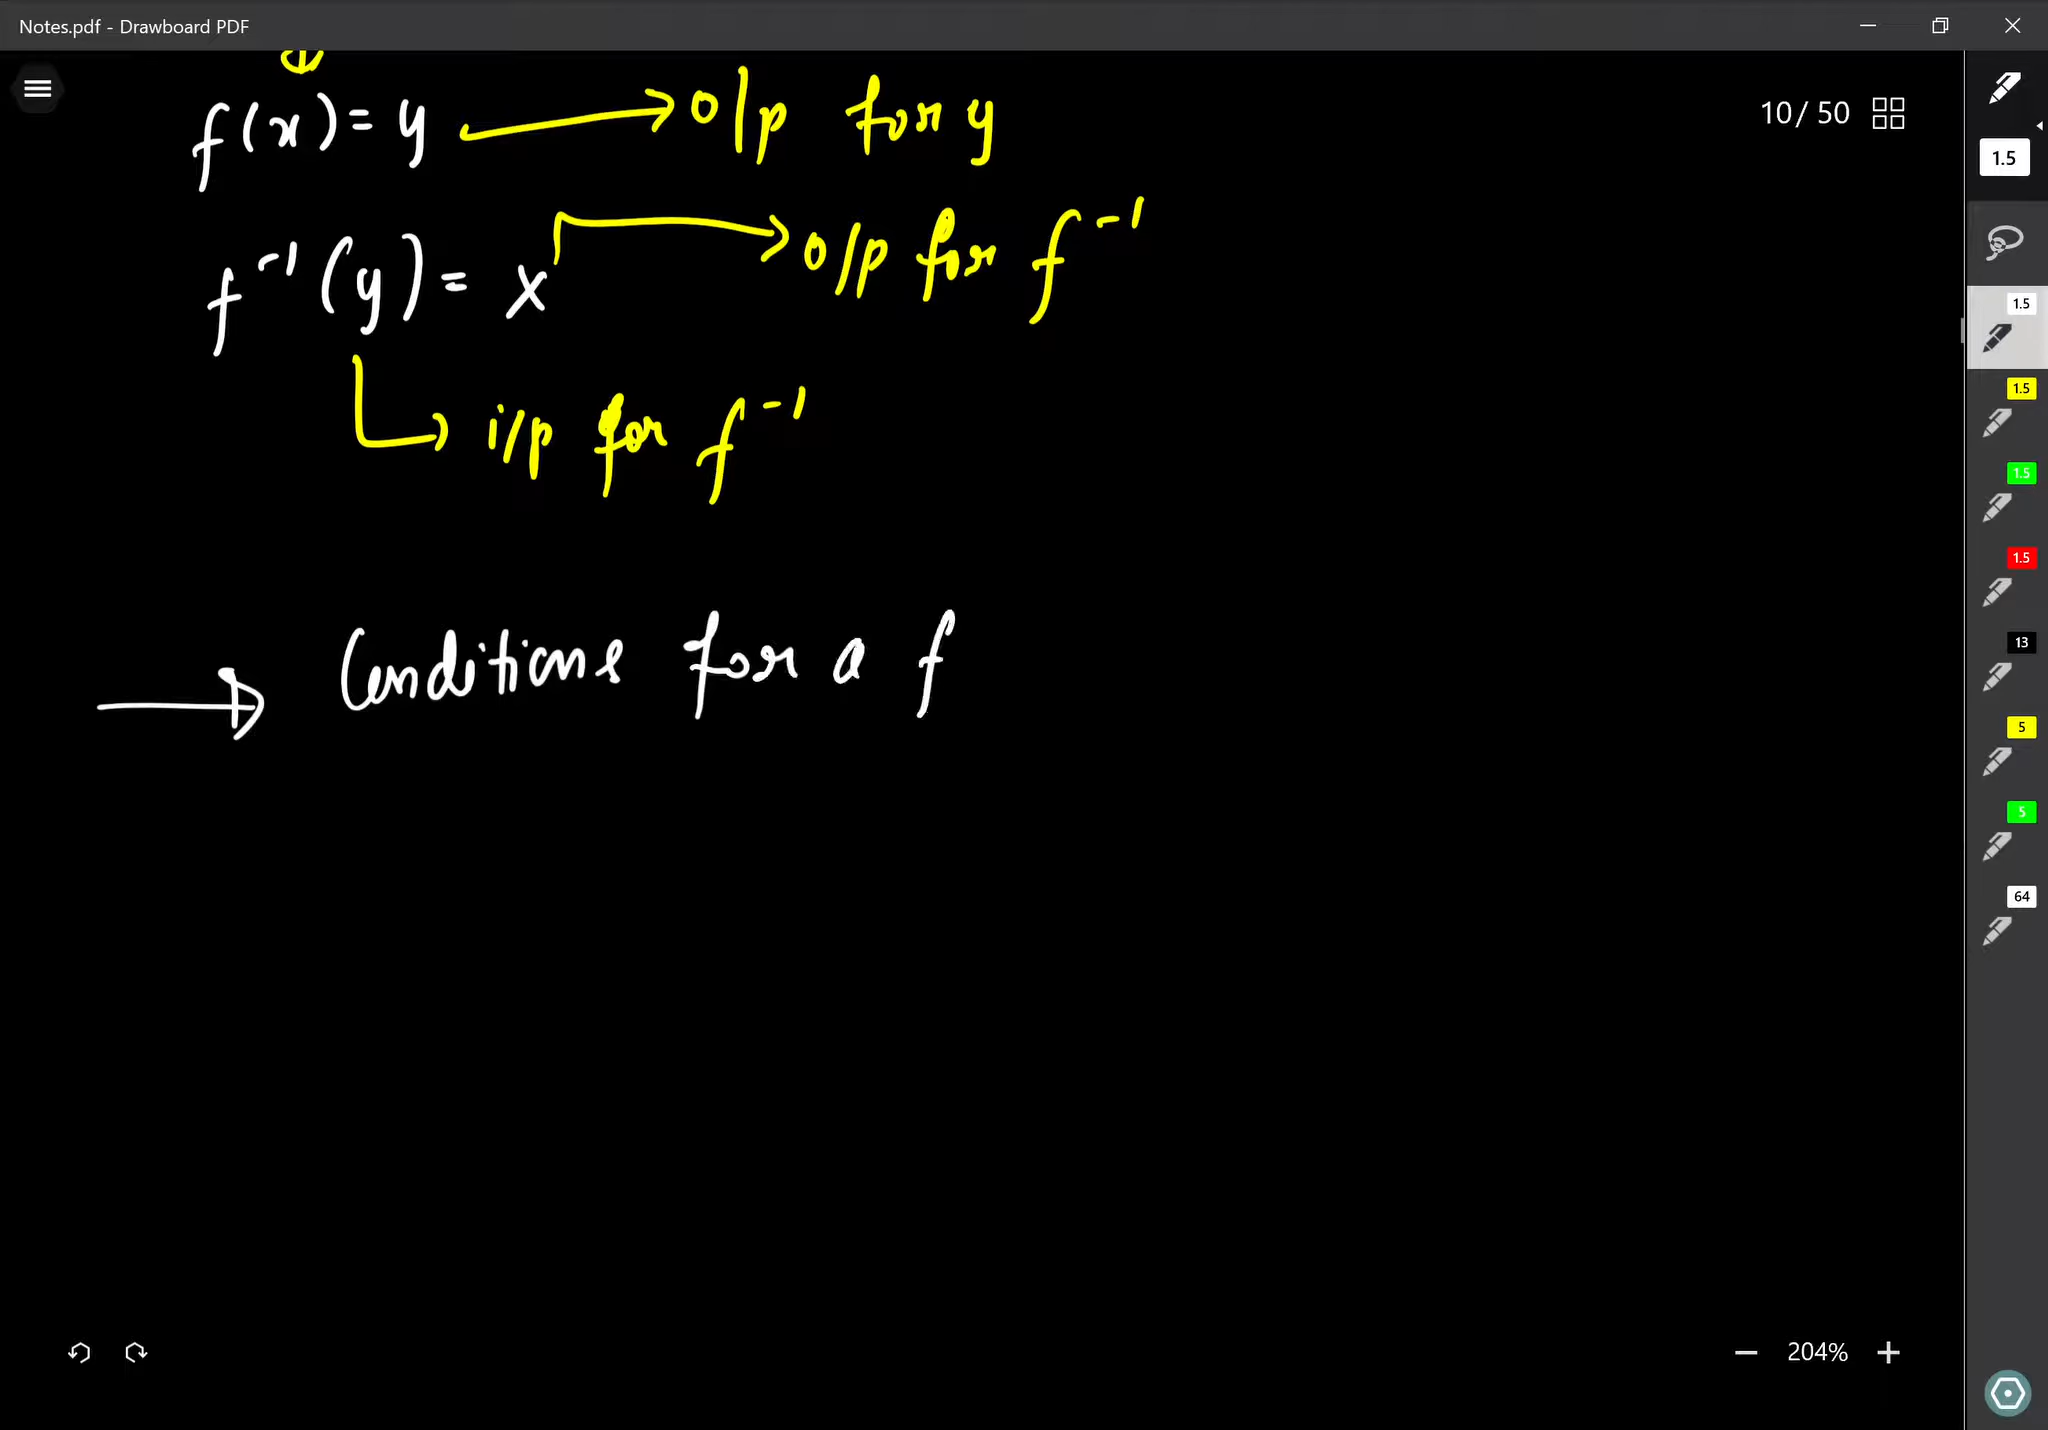 Notes.pdf - Drawboard PDF
f(x) = y → o/p for y
10/ 50
f⁻¹(y) = x → o/p for f⁻¹
→ i/p for f⁻¹
→ Conditions for a f
1.5
1.5
1.5
1.5
1.5
13
5
5
64
204%